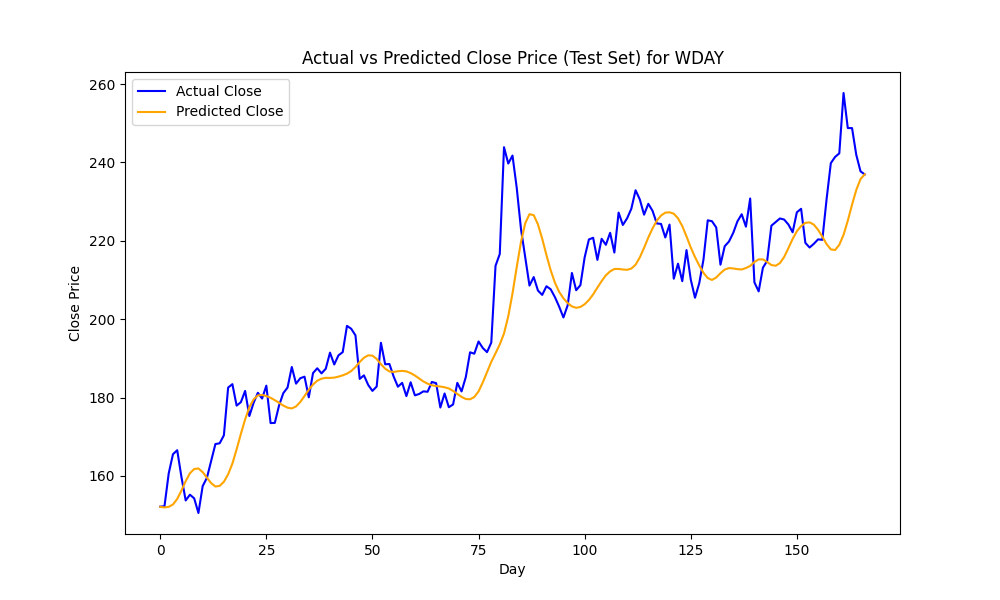 Actual vs Predicted Close Price (Test Set) for WDAY
Actual Close
Predicted Close
260
240
220
200
180
160
Close Price
0 25 50 75 100 125 150
Day